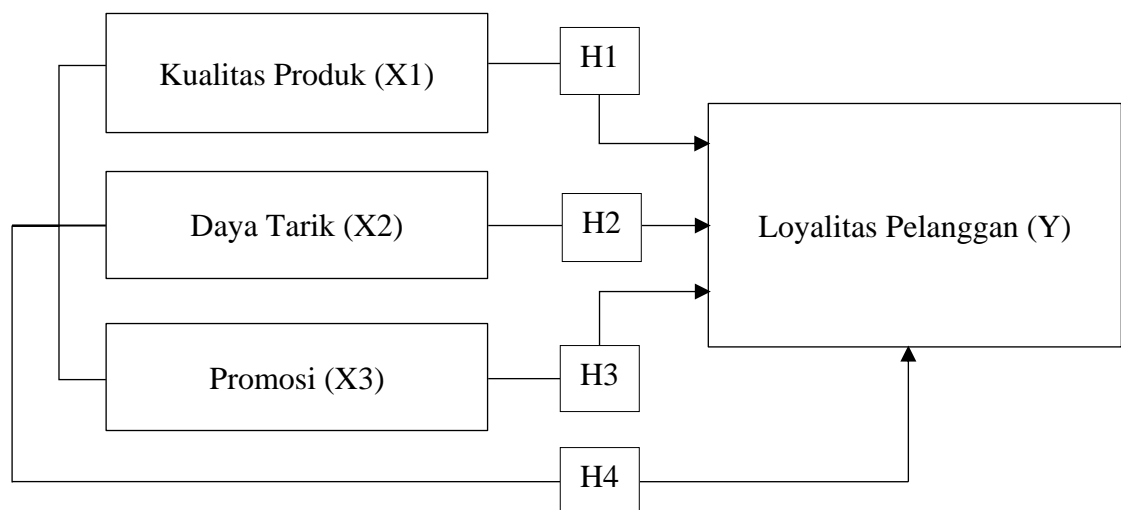 Kualitas Produk (X1)
H1
Daya Tarik (X2)
H2
Loyalitas Pelanggan (Y)
Promosi (X3)
H3
H4